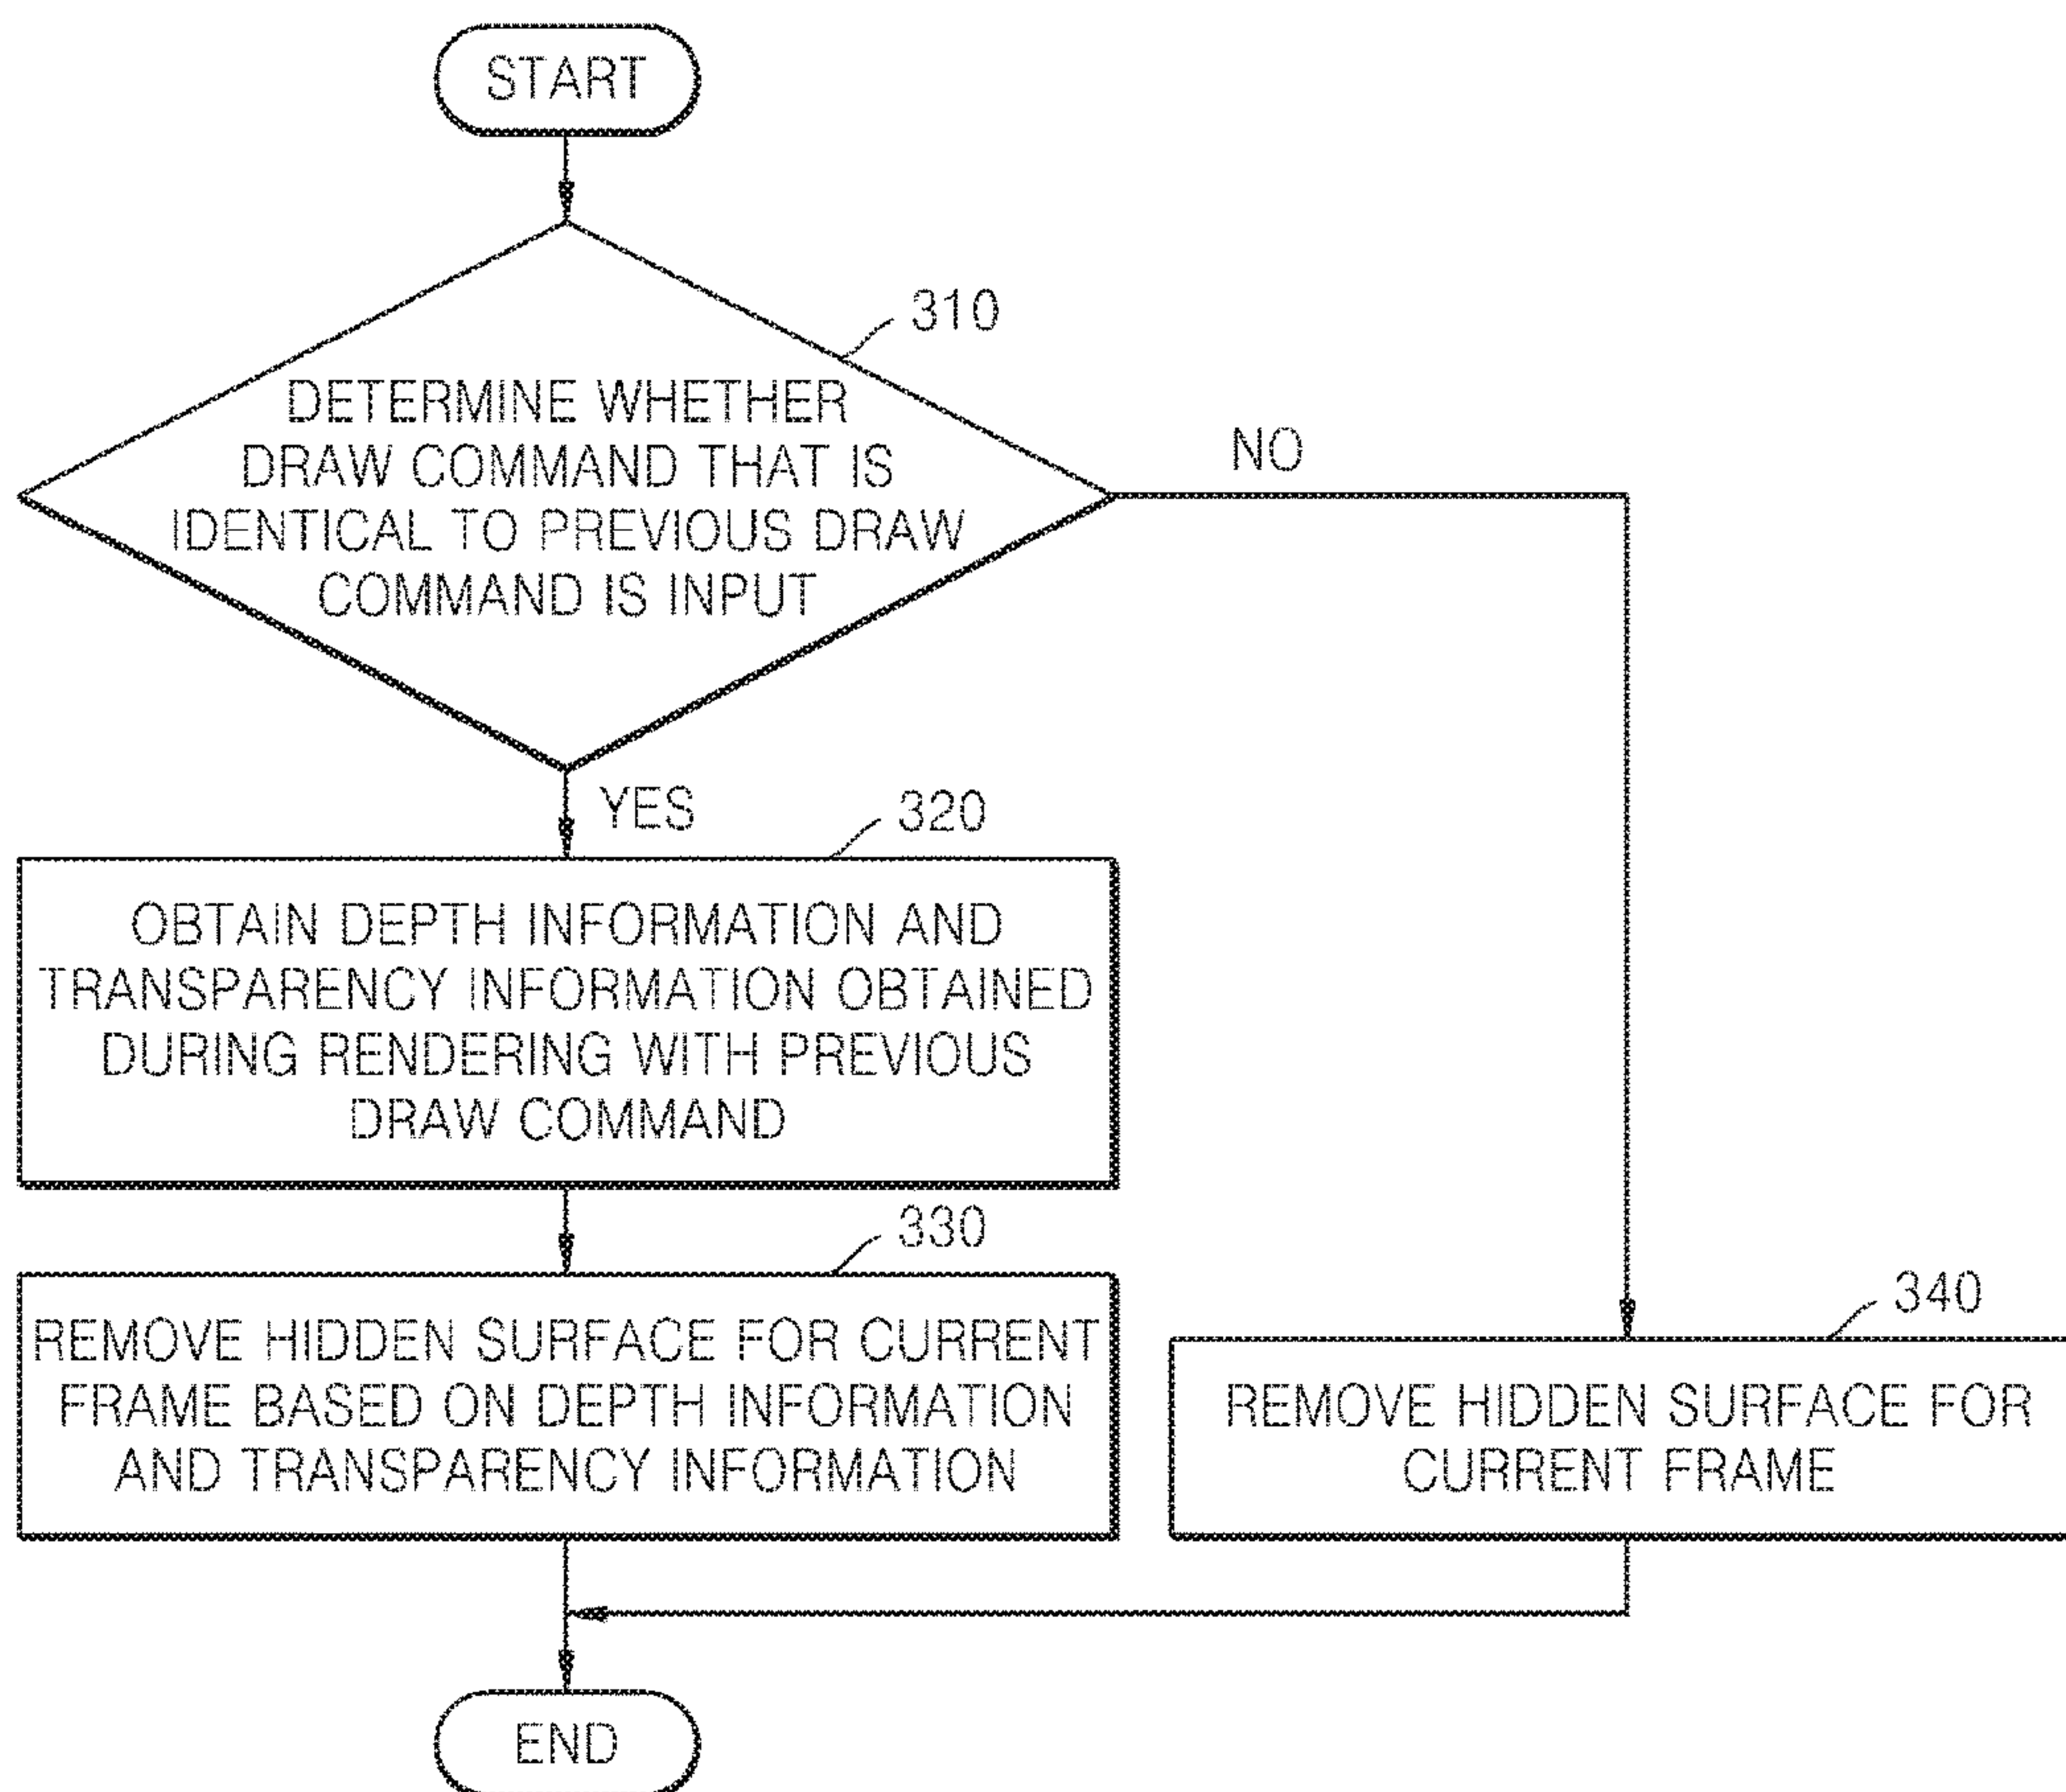 START
310
DETERMINE WHETHER
DRAW COMMAND THAT IS
IDENTICAL TO PREVIOUS DRAW
COMMAND IS INPUT
NO
YES
320
OBTAIN DEPTH INFORMATION AND
TRANSPARENCY INFORMATION OBTAINED
DURING RENDERING WITH PREVIOUS
DRAW COMMAND
330
REMOVE HIDDEN SURFACE FOR CURRENT
FRAME BASED ON DEPTH INFORMATION
AND TRANSPARENCY INFORMATION
340
REMOVE HIDDEN SURFACE FOR
CURRENT FRAME
END